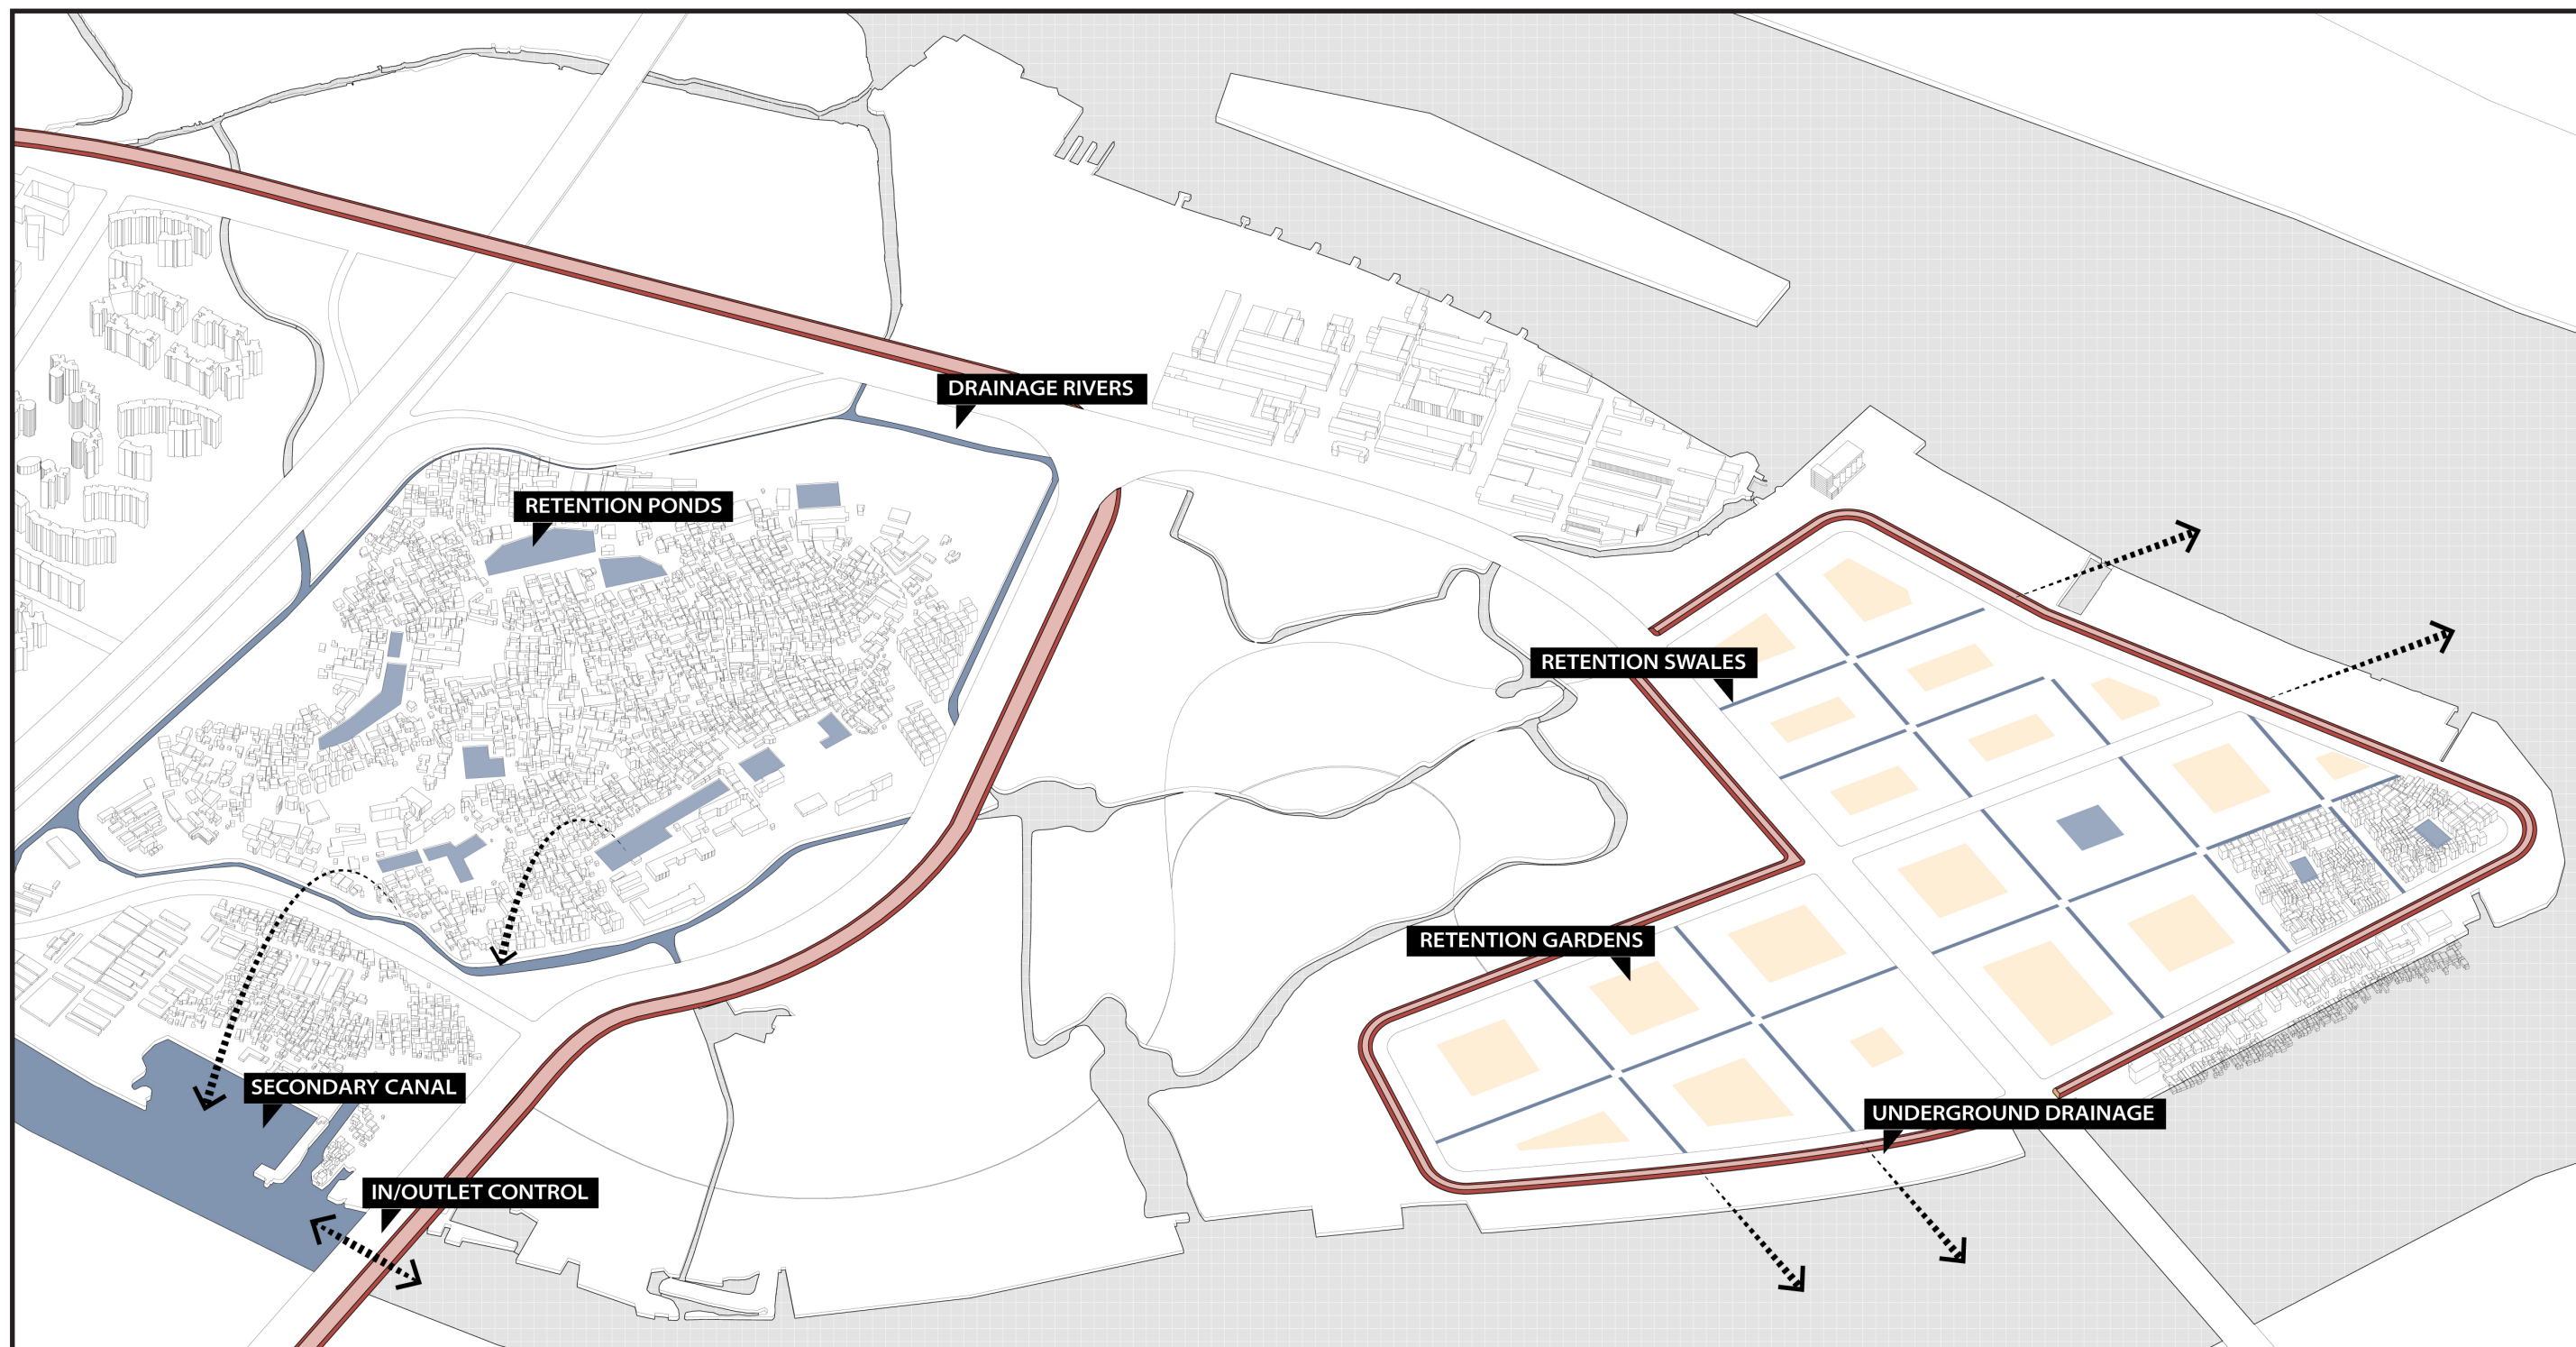 DRAINAGE RIVERS
RETENTION PONDS
RETENTION SWALES
RETENTION GARDENS
SECONDARY CANAL
UNDERGROUND DRAINAGE
IN/OUTLET CONTROL